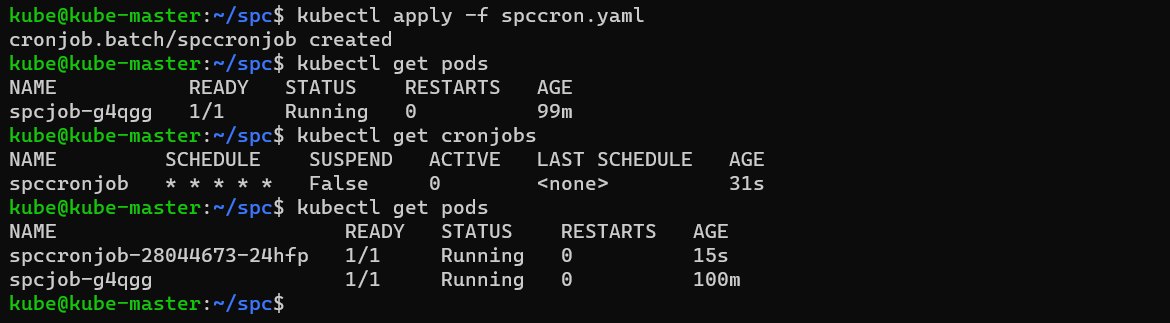 kube@kube-master:~/spc$ kubectl apply -f spccron.yaml
cronjob.batch/spccronjob created
kube@kube-master:~/spc$ kubectl get pods
NAME           READY   STATUS    RESTARTS   AGE
spcjob-g4qgg   1/1     Running   0          99m
kube@kube-master:~/spc$ kubectl get cronjobs
NAME         SCHEDULE    SUSPEND   ACTIVE   LAST SCHEDULE   AGE
spccronjob   * * * * *   False     0        <none>          31s
kube@kube-master:~/spc$ kubectl get pods
NAME                        READY   STATUS    RESTARTS   AGE
spccronjob-28044673-24hfp   1/1     Running   0          15s
spcjob-g4qgg                1/1     Running   0          100m
kube@kube-master:~/spc$